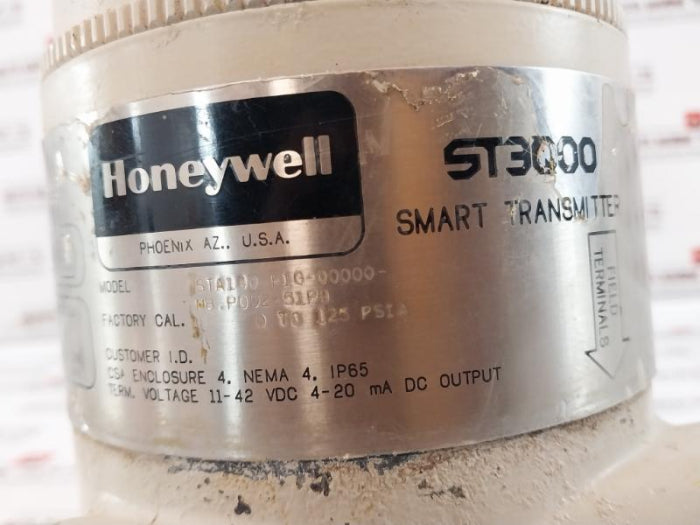 Honeywell
PHOENIX AZ., U.S.A.
ST3000
SMART TRANSMITTER
MODEL
FACTORY CAL. 0 TO 125 PSIA
CUSTOMER I.D.
CSA ENCLOSURE 4, NEMA 4, IP65
TERM. VOLTAGE 11-42 VDC 4-20 mA DC OUTPUT
FIELD
TERMINALS